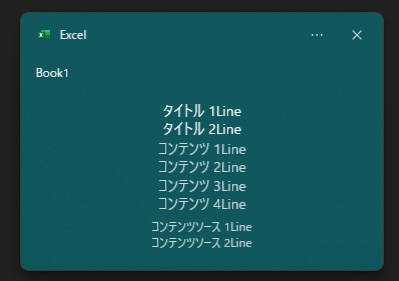 Excel
Book1
タイトル 1Line
タイトル 2Line
コンテンツ 1Line
コンテンツ 2Line
コンテンツ 3Line
コンテンツ 4Line
コンテンツソース 1Line
コンテンツソース 2Line